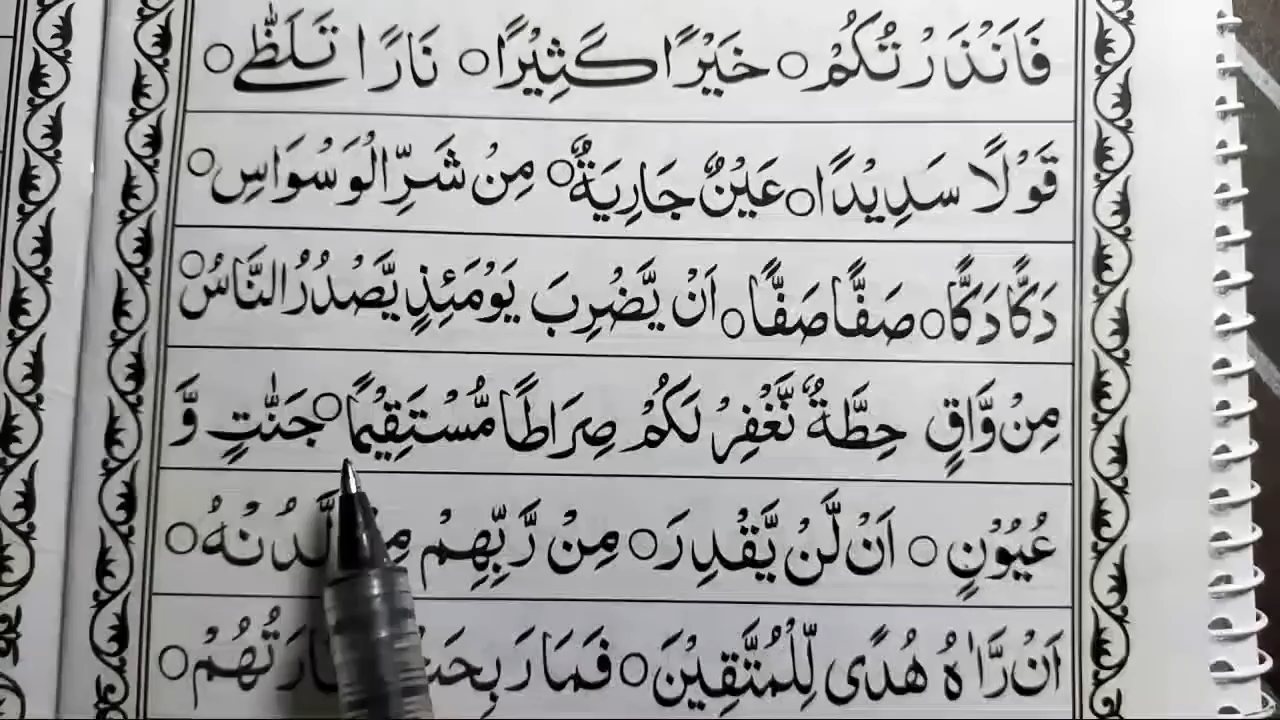 فَاَنْذَرْتُكُمْ○ خَيْرًا كَثِيْرًا○ نَارًا تَلَظّٰى○
قَوْلًا سَدِيْدًا○ عَيْنٌ جَارِيَةٌ○ مِنْ شَرِّ الْوَسْوَاسِ○
دَكًّا دَكًّا○ صَفًّا صَفًّا○ اَنْ يَّضْرِبَ يَوْمَئِذٍ يَّصْدُرُ النَّاسُ○
مِنْ وَّاقٍ حِطَّةٌ نَّغْفِرْ لَكُمْ صِرَاطًا مُّسْتَقِيْمًا○ جَنّٰتٍ وَّ
عُيُوْنٍ○ اَنْ لَّنْ يَّقْدِرَ○ مِنْ رَّبِّهِمْ مِنْ لَّدُنْهُ○
اَنْ رَّاٰهُ هُدًى لِّلْمُتَّقِيْنَ○ فَمَا رَبِحَتْ